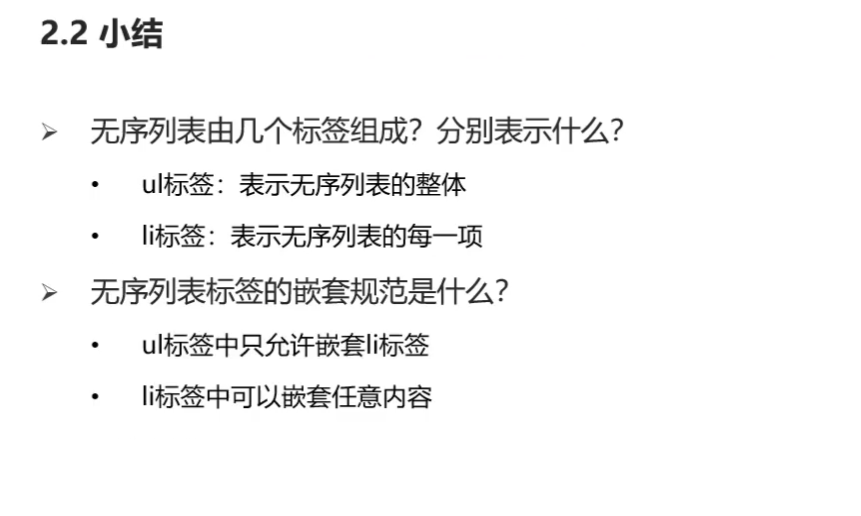 2.2 小结
➢ 无序列表由几个标签组成？分别表示什么？
• ul标签：表示无序列表的整体
• li标签：表示无序列表的每一项
➢ 无序列表标签的嵌套规范是什么？
• ul标签中只允许嵌套li标签
• li标签中可以嵌套任意内容